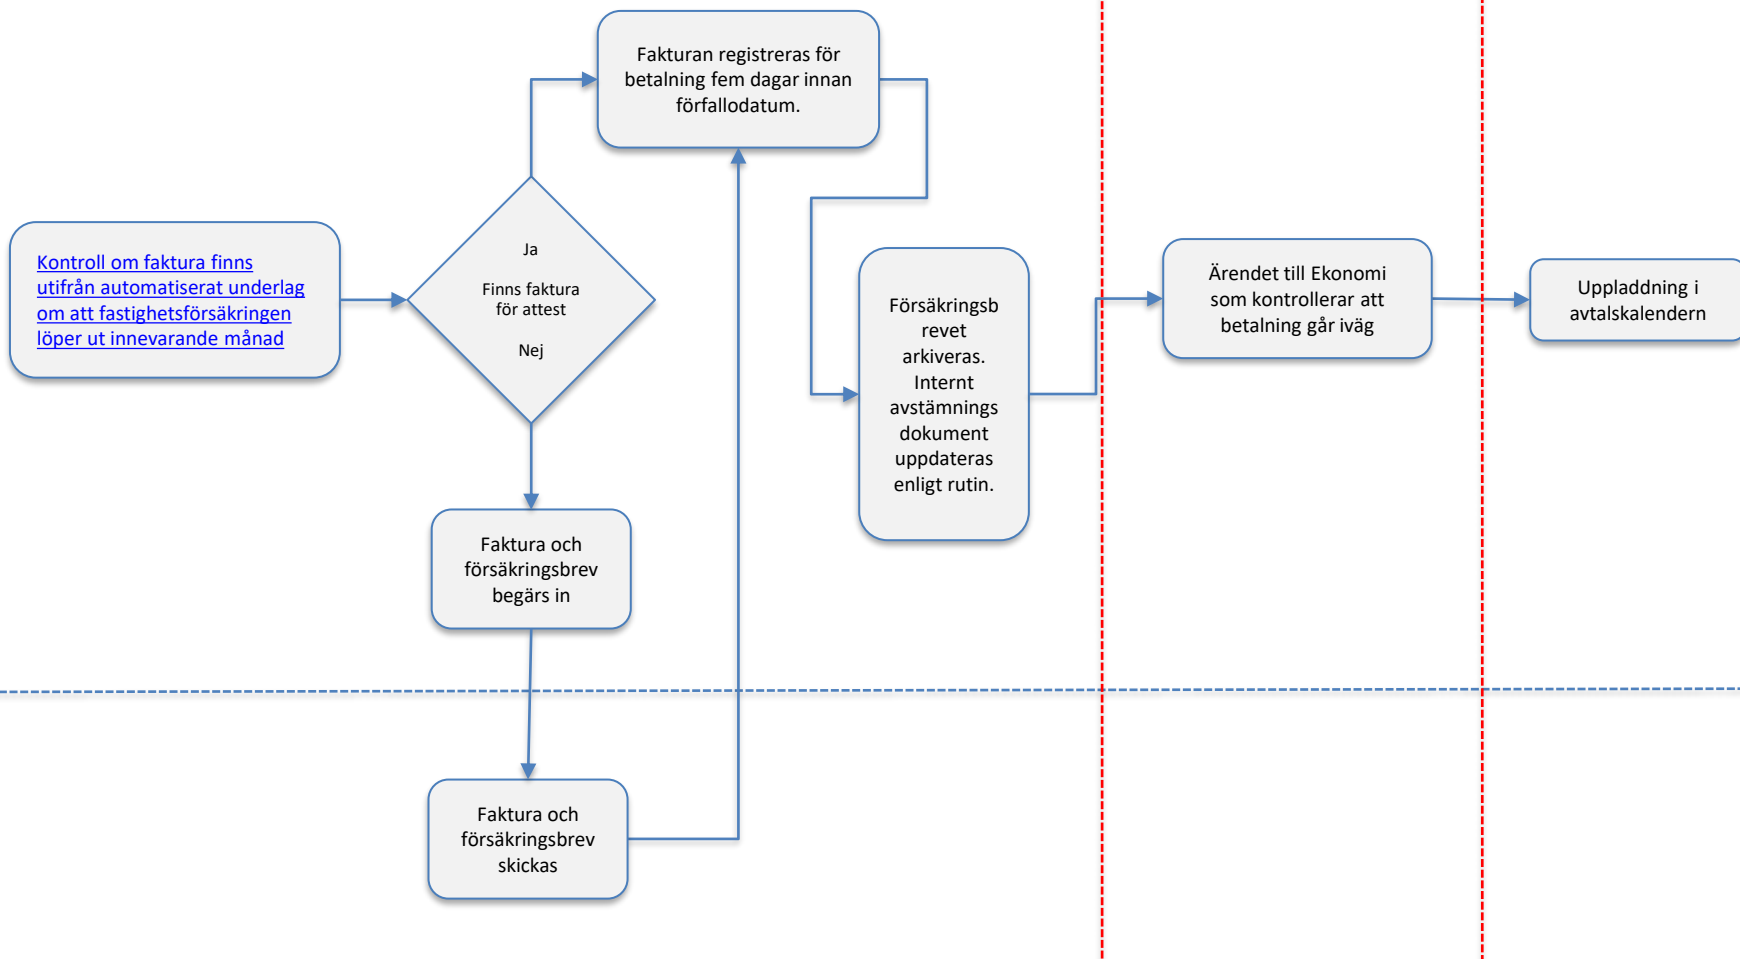 Fakturan registreras för
betalning fem dagar innan
förfallodatum.
Kontroll om faktura finns
utifrån automatiserat underlag
om att fastighetsförsäkringen
löper ut innevarande månad
Ja
Finns faktura
för attest
Nej
Försäkringsb
revet
arkiveras.
Internt
avstämnings
dokument
uppdateras
enligt rutin.
Ärendet till Ekonomi
som kontrollerar att
betalning går iväg
Uppladdning i
avtalskalendern
Faktura och
försäkringsbrev
begärs in
Faktura och
försäkringsbrev
skickas